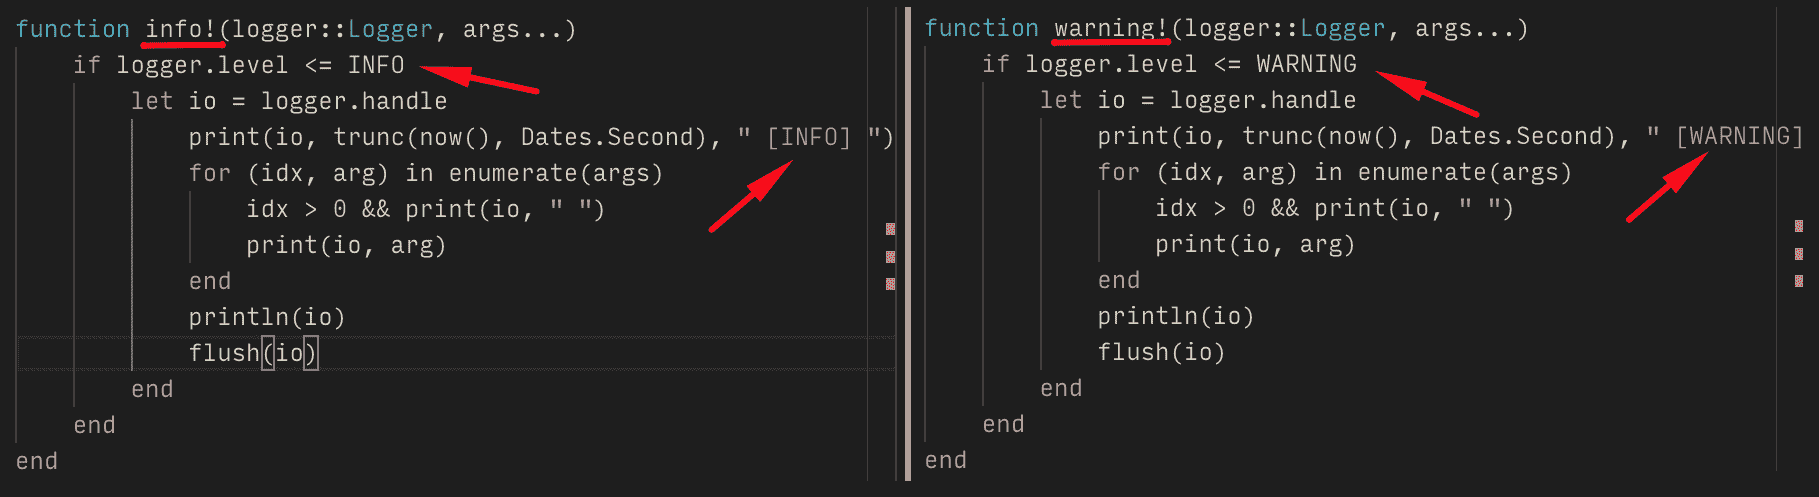 function info!(logger::Logger, args...)
if logger.level <= INFO
let io = logger.handle
print(io, trunc(now(), Dates.Second), " [INFO] ")
for (idx, arg) in enumerate(args)
idx > 0 && print(io, " ")
print(io, arg)
end
println(io)
flush(io)
end
end
end
function warning!(logger::Logger, args...)
if logger.level <= WARNING
let io = logger.handle
print(io, trunc(now(), Dates.Second), " [WARNING]
for (idx, arg) in enumerate(args)
idx > 0 && print(io, " ")
print(io, arg)
end
println(io)
flush(io)
end
end
end